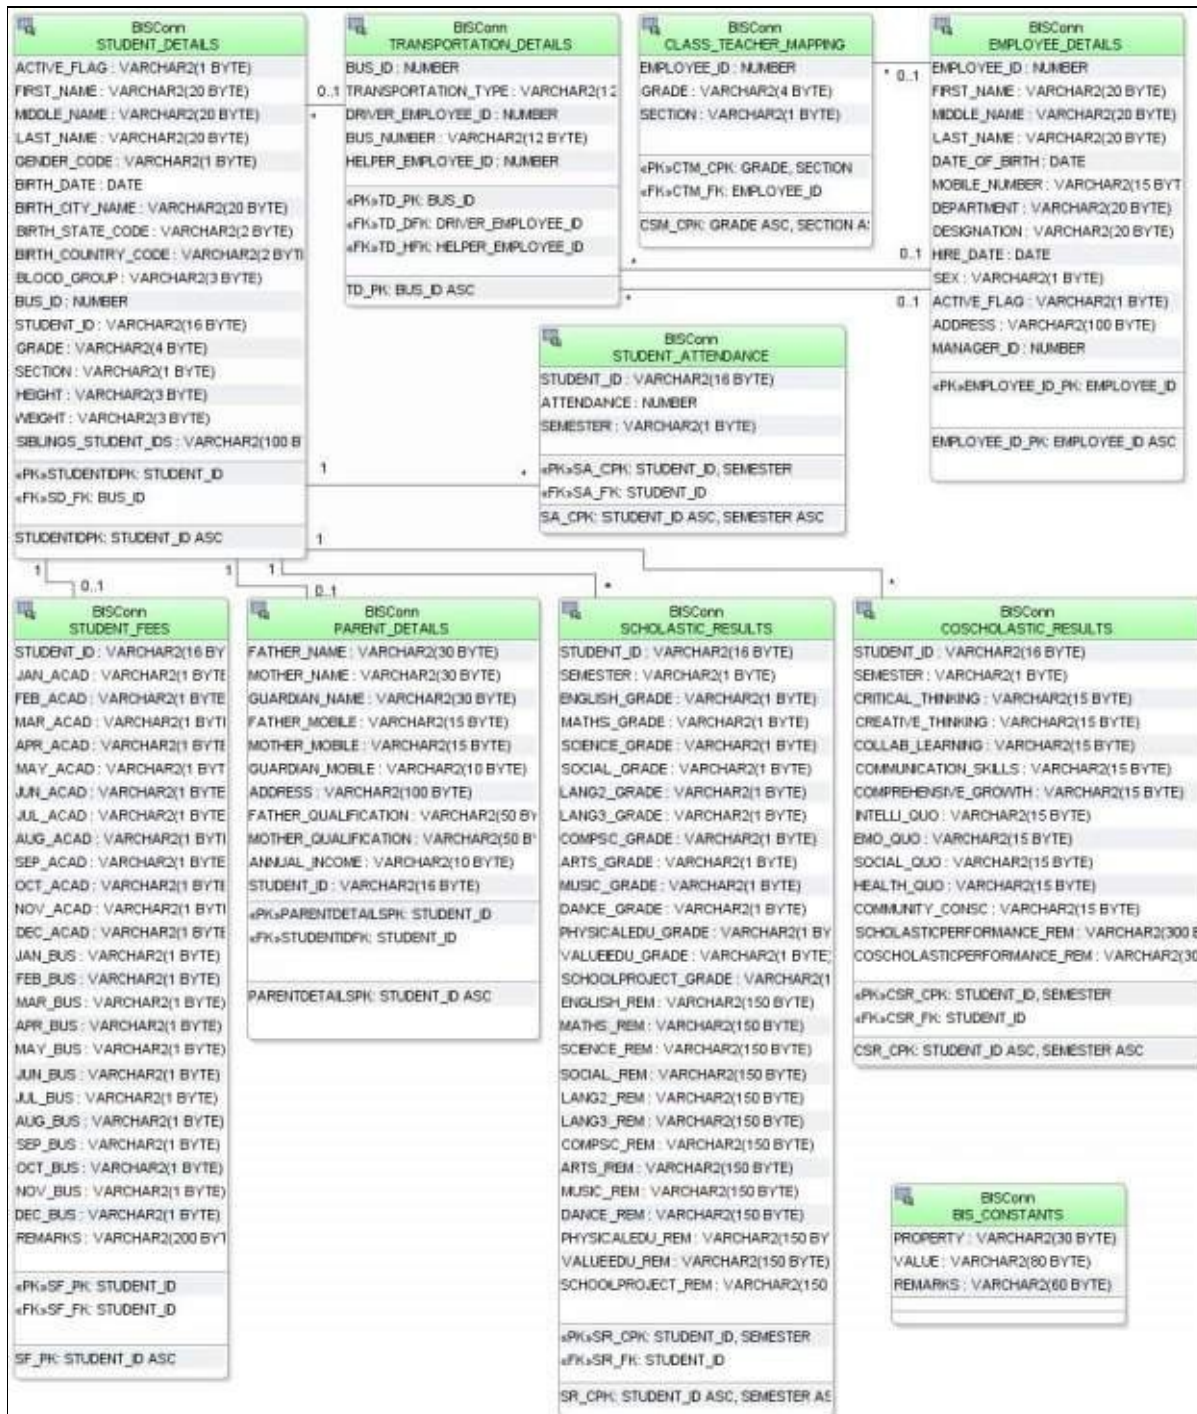 BISConn
STUDENT_DETAILS
ACTIVE_FLAG : VARCHAR2(1 BYTE)
FIRST_NAME : VARCHAR2(20 BYTE)
MIDDLE_NAME : VARCHAR2(20 BYTE)
LAST_NAME : VARCHAR2(20 BYTE)
GENDER_CODE : VARCHAR2(1 BYTE)
BIRTH_DATE : DATE
BIRTH_CITY_NAME : VARCHAR2(20 BYTE)
BIRTH_STATE_CODE : VARCHAR2(2 BYTE)
BIRTH_COUNTRY_CODE : VARCHAR2(2 BYTI
BLOOD_GROUP : VARCHAR2(3 BYTE)
BUS_ID : NUMBER
STUDENT_ID : VARCHAR2(16 BYTE)
GRADE : VARCHAR2(4 BYTE)
SECTION : VARCHAR2(1 BYTE)
HEIGHT : VARCHAR2(3 BYTE)
WEIGHT : VARCHAR2(3 BYTE)
SIBLINGS_STUDENT_IDS : VARCHAR2(100 B
«PK»STUDENTIDPK: STUDENT_ID
«FK»SD_FK: BUS_ID
STUDENTIDPK: STUDENT_ID ASC
0..1
*
BISConn
TRANSPORTATION_DETAILS
BUS_ID : NUMBER
TRANSPORTATION_TYPE : VARCHAR2(12
DRIVER_EMPLOYEE_ID : NUMBER
BUS_NUMBER : VARCHAR2(12 BYTE)
HELPER_EMPLOYEE_ID : NUMBER
«PK»TD_PK: BUS_ID
«FK»TD_DFK: DRIVER_EMPLOYEE_ID
«FK»TD_HFK: HELPER_EMPLOYEE_ID
TD_PK: BUS_ID ASC
BISConn
CLASS_TEACHER_MAPPING
EMPLOYEE_ID : NUMBER
GRADE : VARCHAR2(4 BYTE)
SECTION : VARCHAR2(1 BYTE)
«PK»CTM_CPK: GRADE, SECTION
«FK»CTM_FK: EMPLOYEE_ID
CSM_CPK: GRADE ASC, SECTION A
* 0..1
* 0..1
* 0..1
BISConn
EMPLOYEE_DETAILS
EMPLOYEE_ID : NUMBER
FIRST_NAME : VARCHAR2(20 BYTE)
MIDDLE_NAME : VARCHAR2(20 BYTE)
LAST_NAME : VARCHAR2(20 BYTE)
DATE_OF_BIRTH : DATE
MOBILE_NUMBER : VARCHAR2(15 BYT
DEPARTMENT : VARCHAR2(20 BYTE)
DESIGNATION : VARCHAR2(20 BYTE)
HIRE_DATE : DATE
SEX : VARCHAR2(1 BYTE)
ACTIVE_FLAG : VARCHAR2(1 BYTE)
ADDRESS : VARCHAR2(100 BYTE)
MANAGER_ID : NUMBER
«PK»EMPLOYEE_ID_PK: EMPLOYEE_ID
EMPLOYEE_ID_PK: EMPLOYEE_ID ASC
BISConn
STUDENT_ATTENDANCE
STUDENT_ID : VARCHAR2(16 BYTE)
ATTENDANCE : NUMBER
SEMESTER : VARCHAR2(1 BYTE)
«PK»SA_CPK: STUDENT_ID, SEMESTER
«FK»SA_FK: STUDENT_ID
SA_CPK: STUDENT_ID ASC, SEMESTER ASC
1 *
1
1 1 1
0..1 0..1 * *
BISConn
STUDENT_FEES
STUDENT_ID : VARCHAR2(16 BY
JAN_ACAD : VARCHAR2(1 BYTE
FEB_ACAD : VARCHAR2(1 BYTE
MAR_ACAD : VARCHAR2(1 BYTI
APR_ACAD : VARCHAR2(1 BYTE
MAY_ACAD : VARCHAR2(1 BYT
JUN_ACAD : VARCHAR2(1 BYTE
JUL_ACAD : VARCHAR2(1 BYTE
AUG_ACAD : VARCHAR2(1 BYTE
SEP_ACAD : VARCHAR2(1 BYTE
OCT_ACAD : VARCHAR2(1 BYTE
NOV_ACAD : VARCHAR2(1 BYTI
DEC_ACAD : VARCHAR2(1 BYTE
JAN_BUS : VARCHAR2(1 BYTE)
FEB_BUS : VARCHAR2(1 BYTE)
MAR_BUS : VARCHAR2(1 BYTE)
APR_BUS : VARCHAR2(1 BYTE)
MAY_BUS : VARCHAR2(1 BYTE)
JUN_BUS : VARCHAR2(1 BYTE)
JUL_BUS : VARCHAR2(1 BYTE)
AUG_BUS : VARCHAR2(1 BYTE)
SEP_BUS : VARCHAR2(1 BYTE)
OCT_BUS : VARCHAR2(1 BYTE)
NOV_BUS : VARCHAR2(1 BYTE)
DEC_BUS : VARCHAR2(1 BYTE)
REMARKS : VARCHAR2(200 BYT
«PK»SF_PK: STUDENT_ID
«FK»SF_FK: STUDENT_ID
SF_PK: STUDENT_ID ASC
BISConn
PARENT_DETAILS
FATHER_NAME : VARCHAR2(30 BYTE)
MOTHER_NAME : VARCHAR2(30 BYTE)
GUARDIAN_NAME : VARCHAR2(30 BYTE)
FATHER_MOBILE : VARCHAR2(15 BYTE)
MOTHER_MOBILE : VARCHAR2(15 BYTE)
GUARDIAN_MOBILE : VARCHAR2(10 BYTE)
ADDRESS : VARCHAR2(100 BYTE)
FATHER_QUALIFICATION : VARCHAR2(50 BY
MOTHER_QUALIFICATION : VARCHAR2(50 B
ANNUAL_INCOME : VARCHAR2(10 BYTE)
STUDENT_ID : VARCHAR2(16 BYTE)
«PK»PARENTDETAILSPK: STUDENT_ID
«FK»STUDENTIDFK: STUDENT_ID
PARENTDETAILSPK: STUDENT_ID ASC
BISConn
SCHOLASTIC_RESULTS
STUDENT_ID : VARCHAR2(16 BYTE)
SEMESTER : VARCHAR2(1 BYTE)
ENGLISH_GRADE : VARCHAR2(1 BYTE)
MATHS_GRADE : VARCHAR2(1 BYTE)
SCIENCE_GRADE : VARCHAR2(1 BYTE)
SOCIAL_GRADE : VARCHAR2(1 BYTE)
LANG2_GRADE : VARCHAR2(1 BYTE)
LANG3_GRADE : VARCHAR2(1 BYTE)
COMPSC_GRADE : VARCHAR2(1 BYTE)
ARTS_GRADE : VARCHAR2(1 BYTE)
MUSIC_GRADE : VARCHAR2(1 BYTE)
DANCE_GRADE : VARCHAR2(1 BYTE)
PHYSICALEDU_GRADE : VARCHAR2(1 BY
VALUEEDU_GRADE : VARCHAR2(1 BYTE
SCHOOLPROJECT_GRADE : VARCHAR2(1
ENGLISH_REM : VARCHAR2(150 BYTE)
MATHS_REM : VARCHAR2(150 BYTE)
SCIENCE_REM : VARCHAR2(150 BYTE)
SOCIAL_REM : VARCHAR2(150 BYTE)
LANG2_REM : VARCHAR2(150 BYTE)
LANG3_REM : VARCHAR2(150 BYTE)
COMPSC_REM : VARCHAR2(150 BYTE)
ARTS_REM : VARCHAR2(150 BYTE)
MUSIC_REM : VARCHAR2(150 BYTE)
DANCE_REM : VARCHAR2(150 BYTE)
PHYSICALEDU_REM : VARCHAR2(150 BY
VALUEEDU_REM : VARCHAR2(150 BYTE)
SCHOOLPROJECT_REM : VARCHAR2(150
«PK»SR_CPK: STUDENT_ID, SEMESTER
«FK»SR_FK: STUDENT_ID
SR_CPK: STUDENT_ID ASC, SEMESTER AS
BISConn
COSCHOLASTIC_RESULTS
STUDENT_ID : VARCHAR2(16 BYTE)
SEMESTER : VARCHAR2(1 BYTE)
CRITICAL_THINKING : VARCHAR2(15 BYTE)
CREATIVE_THINKING : VARCHAR2(15 BYTE)
COLLAB_LEARNING : VARCHAR2(15 BYTE)
COMMUNICATION_SKILLS : VARCHAR2(15 BYTE)
COMPREHENSIVE_GROWTH : VARCHAR2(15 BYTE)
INTELLI_QUO : VARCHAR2(15 BYTE)
EMO_QUO : VARCHAR2(15 BYTE)
SOCIAL_QUO : VARCHAR2(15 BYTE)
HEALTH_QUO : VARCHAR2(15 BYTE)
COMMUNITY_CONSC : VARCHAR2(15 BYTE)
SCHOLASTICPERFORMANCE_REM : VARCHAR2(300 B
COSCHOLASTICPERFORMANCE_REM : VARCHAR2(30
«PK»CSR_CPK: STUDENT_ID, SEMESTER
«FK»CSR_FK: STUDENT_ID
CSR_CPK: STUDENT_ID ASC, SEMESTER ASC
BISConn
BIS_CONSTANTS
PROPERTY : VARCHAR2(30 BYTE)
VALUE : VARCHAR2(80 BYTE)
REMARKS : VARCHAR2(60 BYTE)